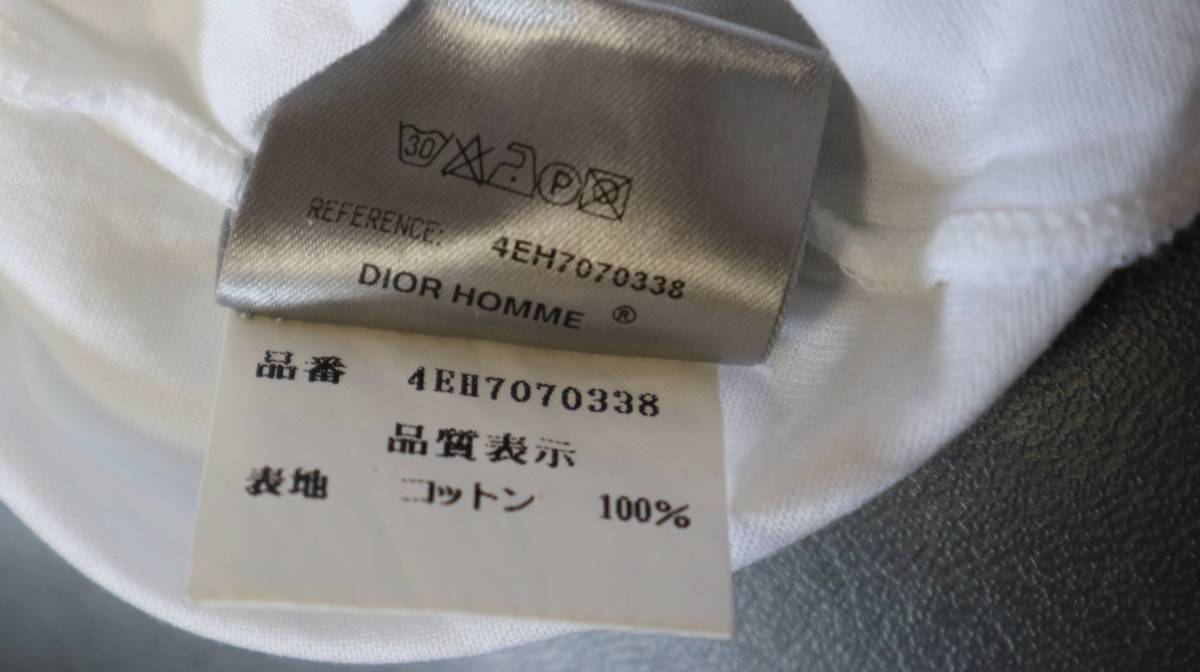 30 P
REFERENCE: 4EH7070338
DIOR HOMME ®
品番 4EH7070338
品質表示
表地 コットン 100%